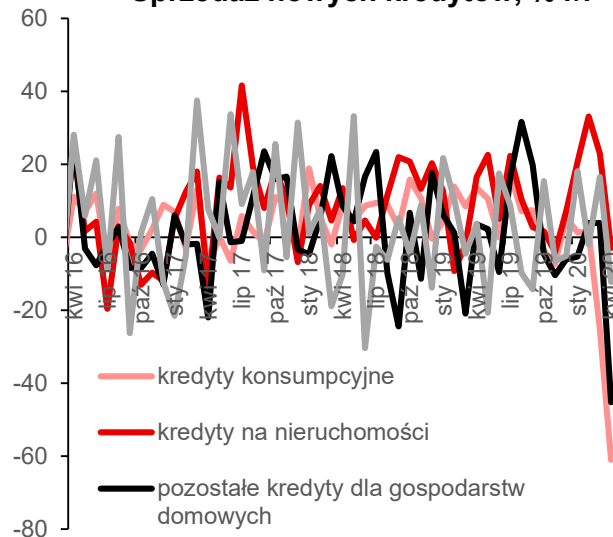 Sprzedaż nowych kredytów, % r/r
60
40
20
0
-20
-40
-60
-80
kwi 16
lip 16
paź 16
sty 17
kwi 17
lip 17
paź 17
sty 18
kwi 18
lip 18
paź 18
sty 19
kwi 19
lip 19
paź 19
sty 20
kwi 20
kredyty konsumpcyjne
kredyty na nieruchomości
pozostałe kredyty dla gospodarstw
domowych